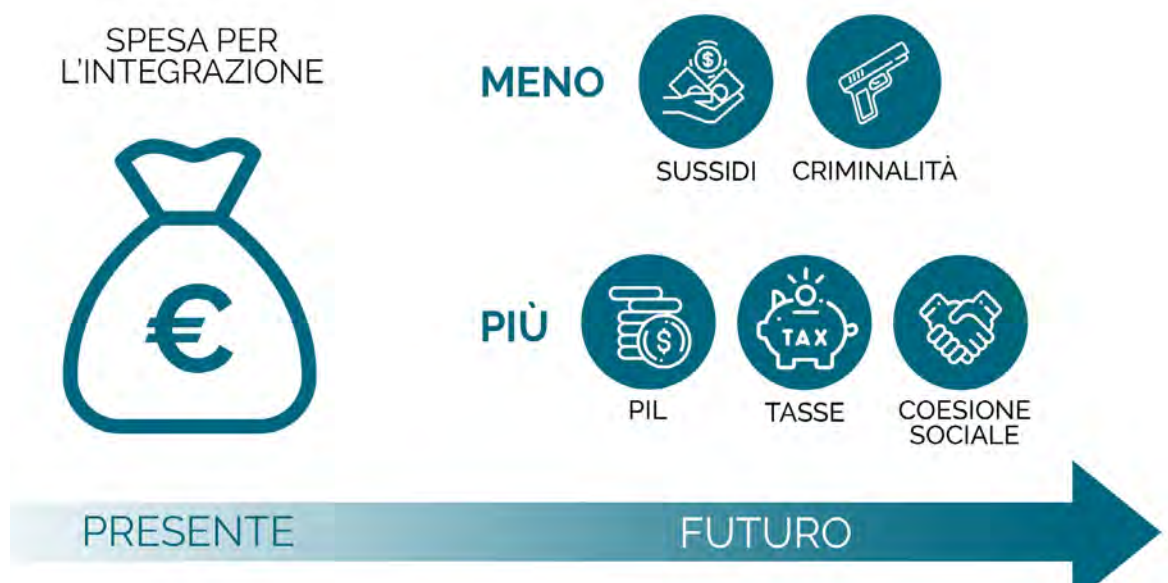 SPESA PER
L'INTEGRAZIONE
€
MENO
$
SUSSIDI
CRIMINALITÀ
PIÙ
$
TAX
PIL
TASSE
COESIONE
SOCIALE
PRESENTE
FUTURO